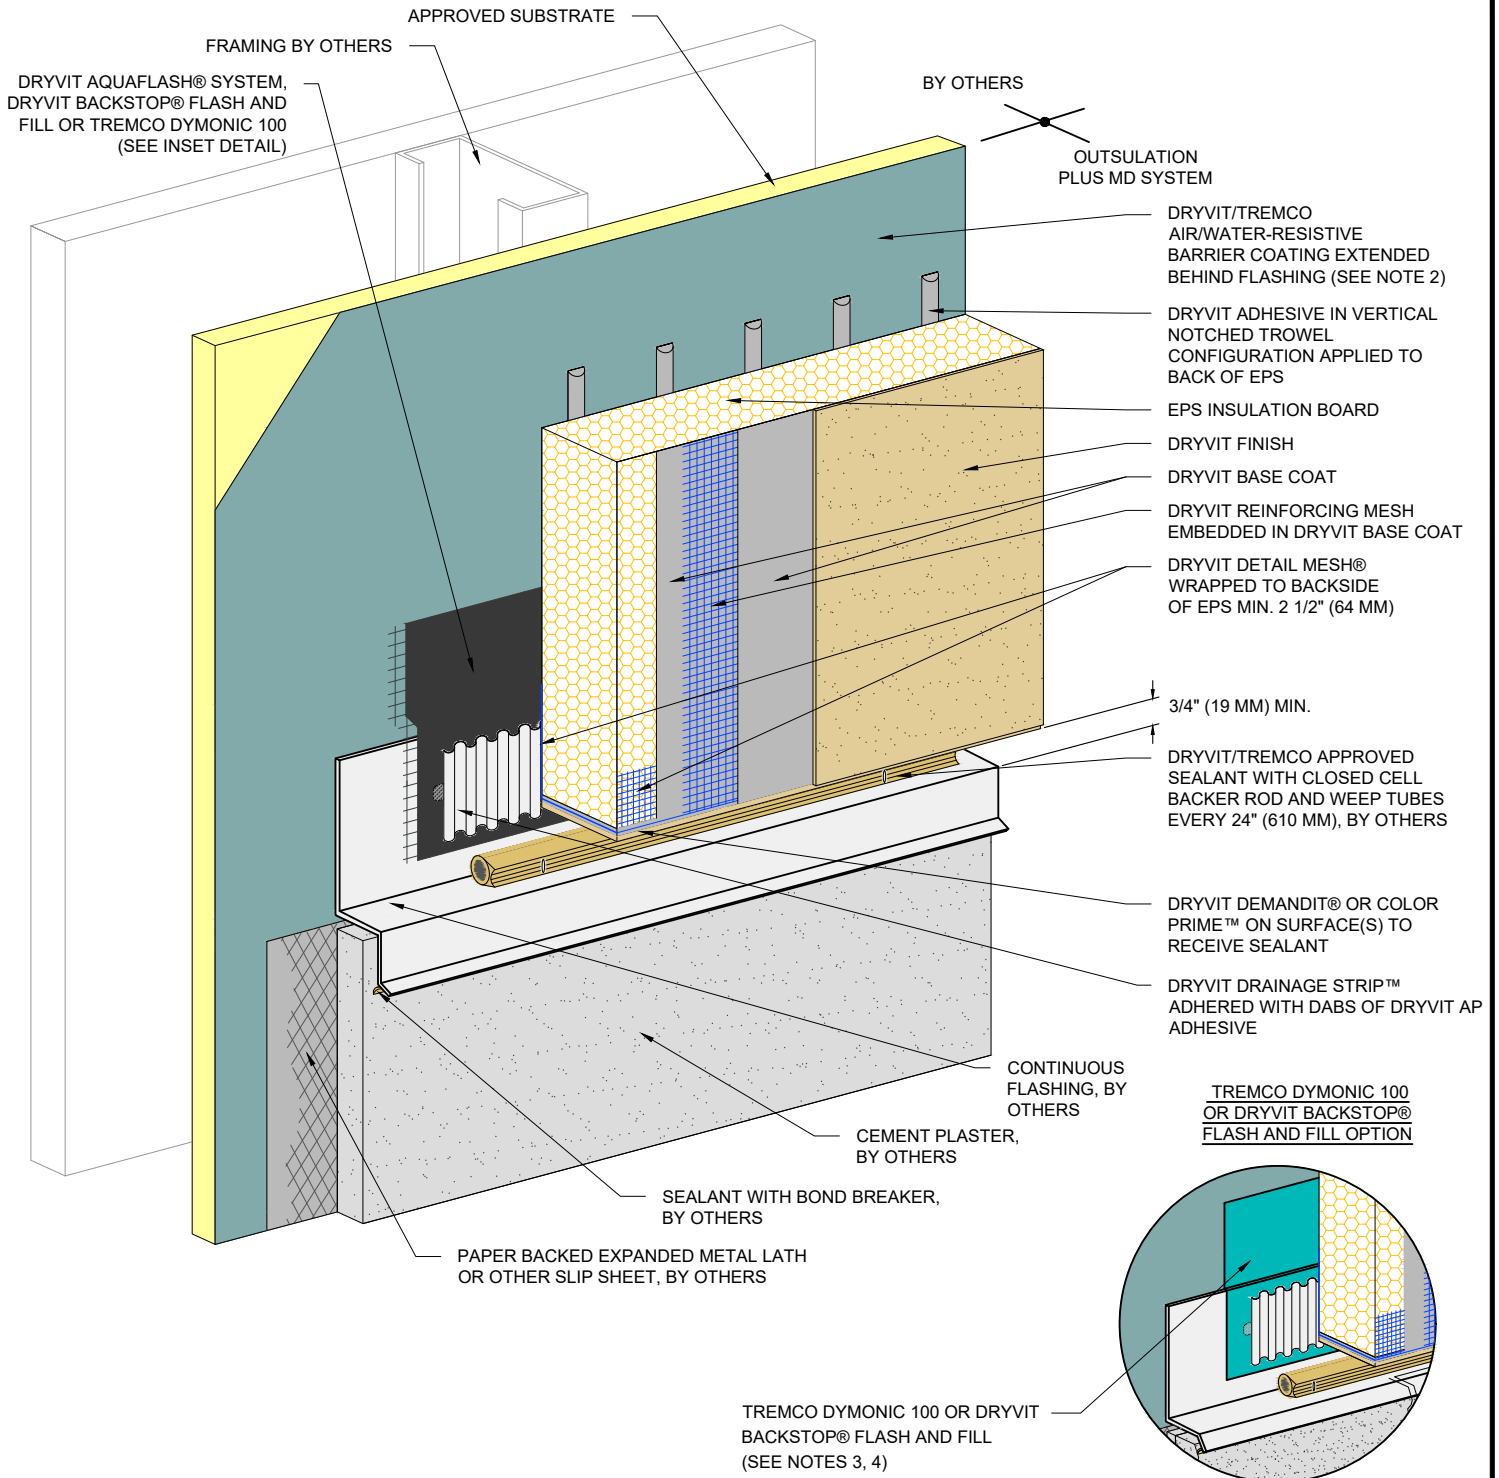 APPROVED SUBSTRATE
FRAMING BY OTHERS
DRYVIT AQUAFLASH® SYSTEM,
DRYVIT BACKSTOP® FLASH AND
FILL OR TREMCO DYMONIC 100
(SEE INSET DETAIL)
BY OTHERS
OUTSULATION
PLUS MD SYSTEM
DRYVIT/TREMCO
AIR/WATER-RESISTIVE
BARRIER COATING EXTENDED
BEHIND FLASHING (SEE NOTE 2)
DRYVIT ADHESIVE IN VERTICAL
NOTCHED TROWEL
CONFIGURATION APPLIED TO
BACK OF EPS
EPS INSULATION BOARD
DRYVIT FINISH
DRYVIT BASE COAT
DRYVIT REINFORCING MESH
EMBEDDED IN DRYVIT BASE COAT
DRYVIT DETAIL MESH®
WRAPPED TO BACKSIDE
OF EPS MIN. 2 1/2" (64 MM)
3/4" (19 MM) MIN.
DRYVIT/TREMCO APPROVED
SEALANT WITH CLOSED CELL
BACKER ROD AND WEEP TUBES
EVERY 24" (610 MM), BY OTHERS
DRYVIT DEMANDIT® OR COLOR
PRIME™ ON SURFACE(S) TO
RECEIVE SEALANT
DRYVIT DRAINAGE STRIP™
ADHERED WITH DABS OF DRYVIT AP
ADHESIVE
CONTINUOUS
FLASHING, BY
OTHERS
CEMENT PLASTER,
BY OTHERS
SEALANT WITH BOND BREAKER,
BY OTHERS
PAPER BACKED EXPANDED METAL LATH
OR OTHER SLIP SHEET, BY OTHERS
TREMCO DYMONIC 100
OR DRYVIT BACKSTOP®
FLASH AND FILL OPTION
TREMCO DYMONIC 100 OR DRYVIT
BACKSTOP® FLASH AND FILL
(SEE NOTES 3, 4)